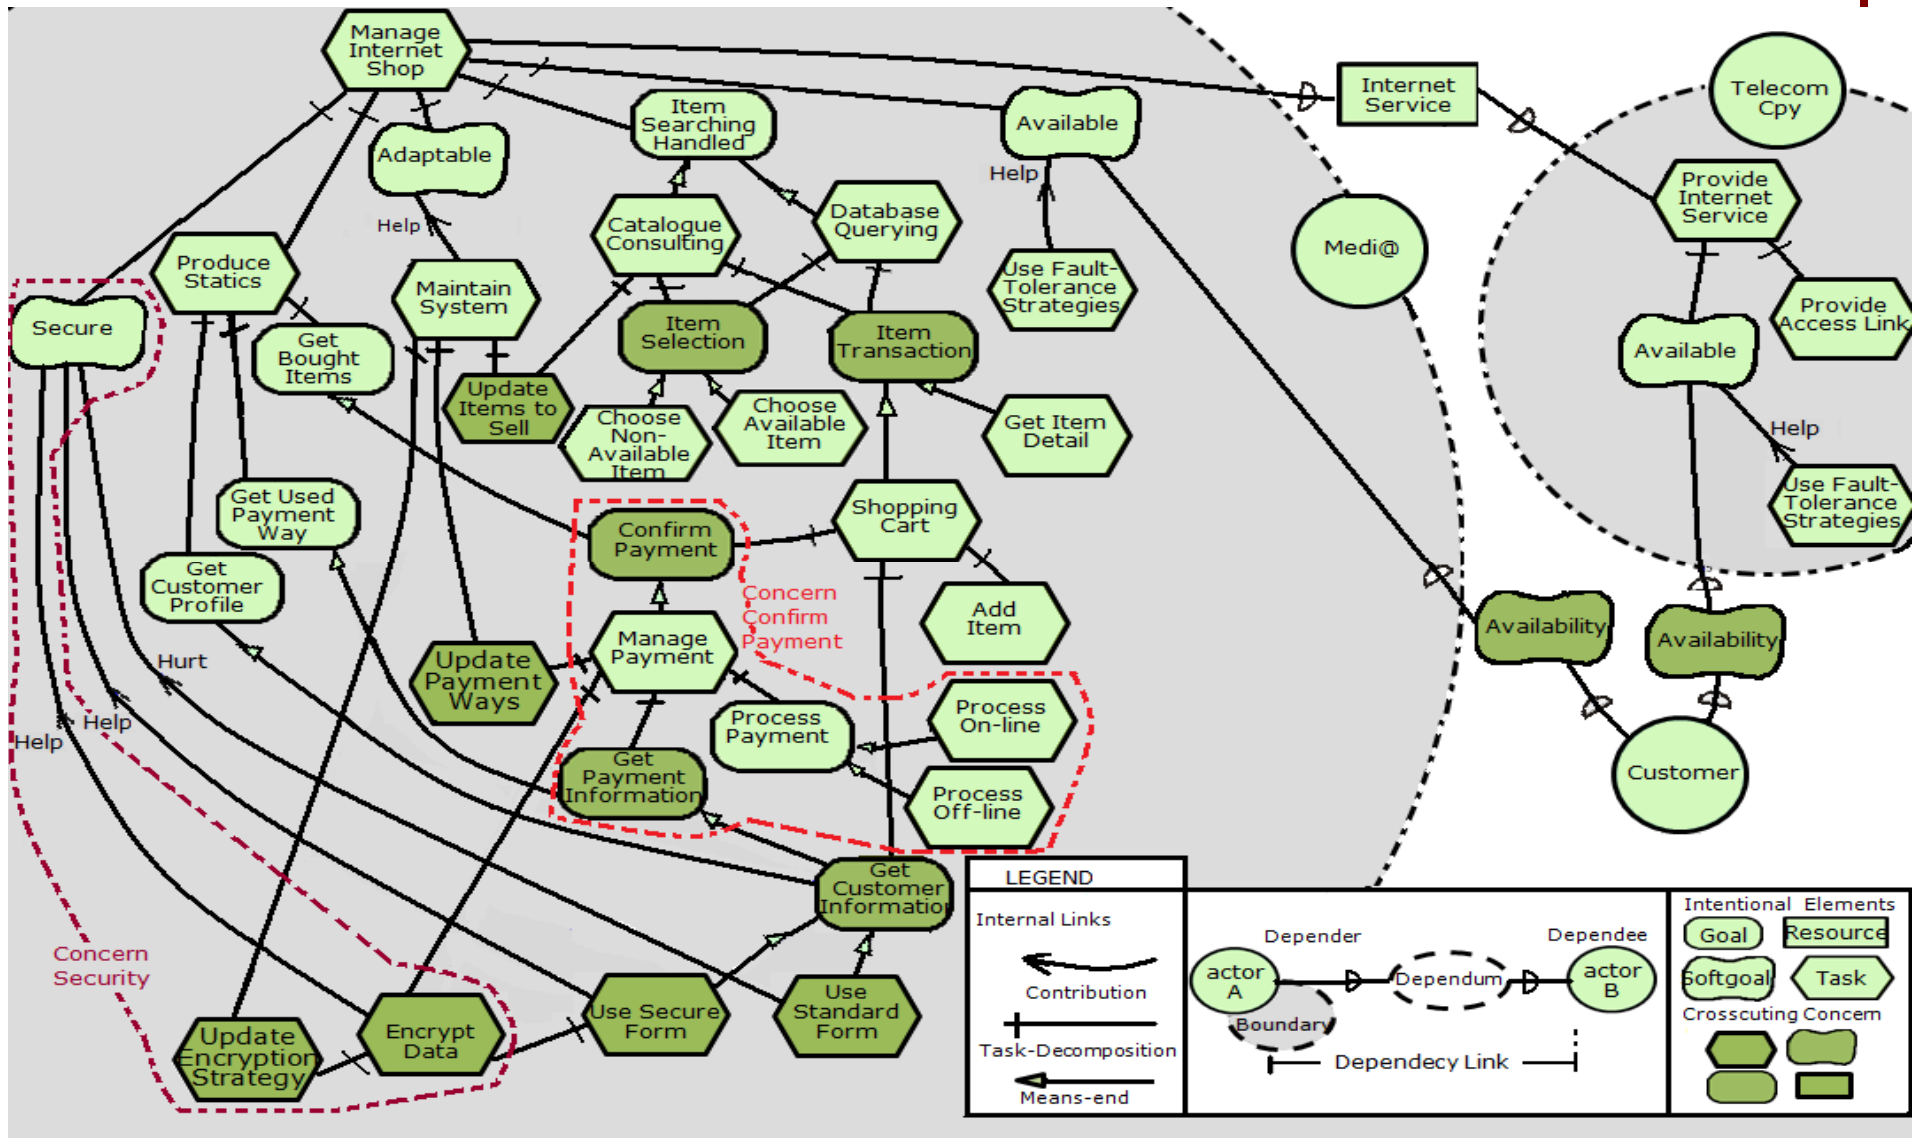 Manage
Internet
Shop
Internet
Service
Telecom
Cpy
Item
Searching
Handled
Available
Adaptable
Help
Provide
Internet
Service
Catalogue
Consulting
Database
Querying
Help
Medi@
Produce
Statics
Maintain
System
Use Fault-
Tolerance
Strategies
Provide
Access Link
Secure
Get
Bought
Items
Item
Selection
Item
Transaction
Available
Update
Items to
Sell
Choose
Non-
Available
Item
Choose
Available
Item
Get Item
Detail
Help
Get Used
Payment
Way
Shopping
Cart
Use Fault-
Tolerance
Strategies
Confirm
Payment
Get
Customer
Profile
Concern
Confirm
Payment
Add
Item
Availability
Availability
Manage
Payment
Hurt
Update
Payment
Ways
Help
Help
Process
Payment
Process
On-line
Get
Payment
Information
Process
Off-line
Customer
Get
Customer
Informatio
Concern
Security
Update
Encryption
Strategy
Encrypt
Data
Use Secure
Form
Use
Standard
Form
LEGEND
Internal Links
Contribution
Task-Decomposition
Means-end
Depender
Dependee
actor
A
Dependum
actor
B
Boundary
Dependecy Link
Intentional Elements
Goal
Resource
Softgoal
Task
Crosscuting Concern